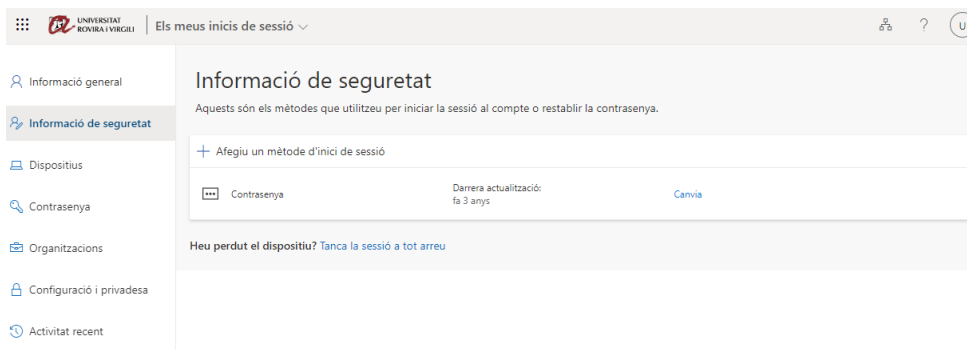 UNIVERSITAT
ROVIRA I VIRGILI
Els meus inicis de sessió
?
U
Informació general
Informació de seguretat
Dispositius
Contrasenya
Organitzacions
Configuració i privadesa
Activitat recent
Informació de seguretat
Aquests són els mètodes que utilitzeu per iniciar la sessió al compte o restablir la contrasenya.
+ Afegiu un mètode d'inici de sessió
Contrasenya
Darrera actualització:
fa 3 anys
Canvia
Heu perdut el dispositiu? Tanca la sessió a tot arreu